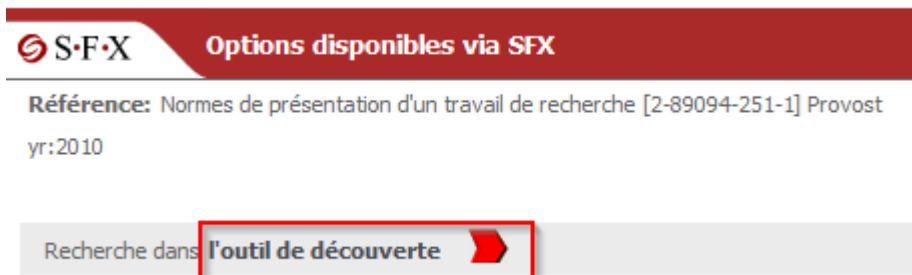 S·F·X Options disponibles via SFX
Référence: Normes de présentation d'un travail de recherche [2-89094-251-1] Provost
yr:2010
Recherche dans l'outil de découverte